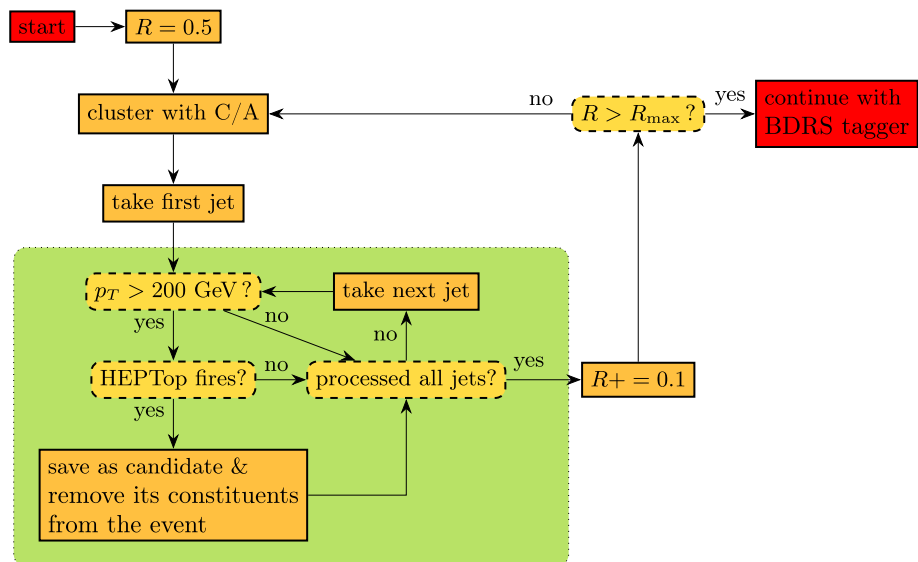 start
R = 0.5
cluster with C/A
no
R > R_max ?
yes
continue with
BDRS tagger
take first jet
p_T > 200 GeV ?
take next jet
yes
no
no
HEPTop fires?
no
processed all jets?
yes
R+ = 0.1
yes
save as candidate &
remove its constituents
from the event